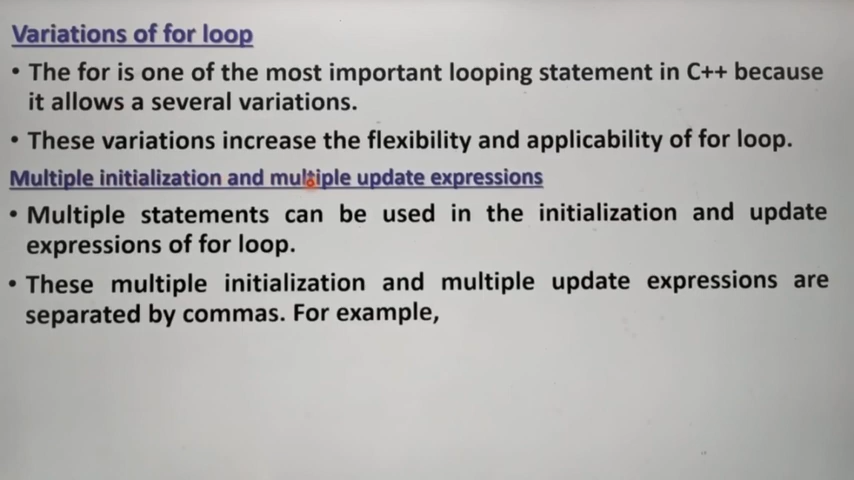 Variations of for loop
• The for is one of the most important looping statement in C++ because
it allows a several variations.
• These variations increase the flexibility and applicability of for loop.
Multiple initialization and multiple update expressions
• Multiple statements can be used in the initialization and update
expressions of for loop.
• These multiple initialization and multiple update expressions are
separated by commas. For example,